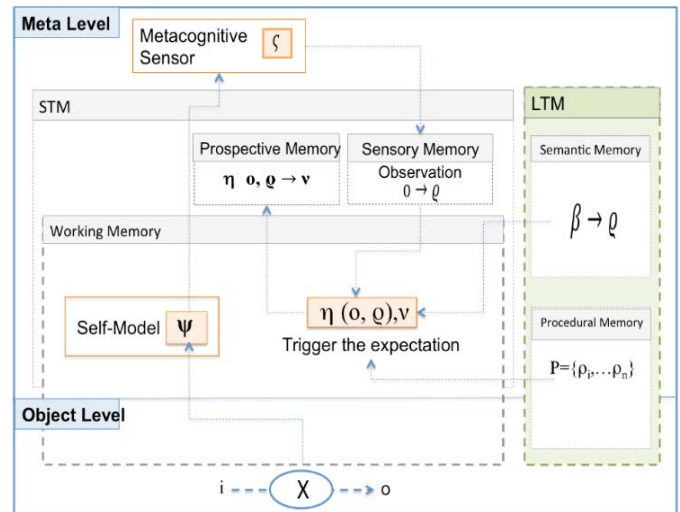 Meta Level
Metacognitive
Sensor
ς
STM
LTM
Prospective Memory
η o, ϱ → ν
Sensory Memory
Observation
o → ϱ
Semantic Memory
β → ϱ
Working Memory
Self-Model Ψ
η (o, ϱ),ν
Trigger the expectation
Procedural Memory
P={ρᵢ,...ρₙ}
Object Level
i X o